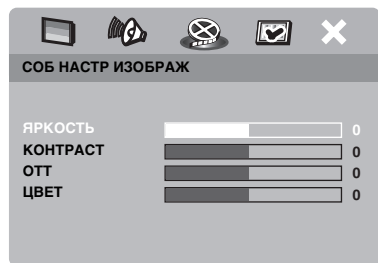 СОБ НАСТР ИЗОБРАЖ
ЯРКОСТЬ 0
КОНТРАСТ 0
ОТТ 0
ЦВЕТ 0